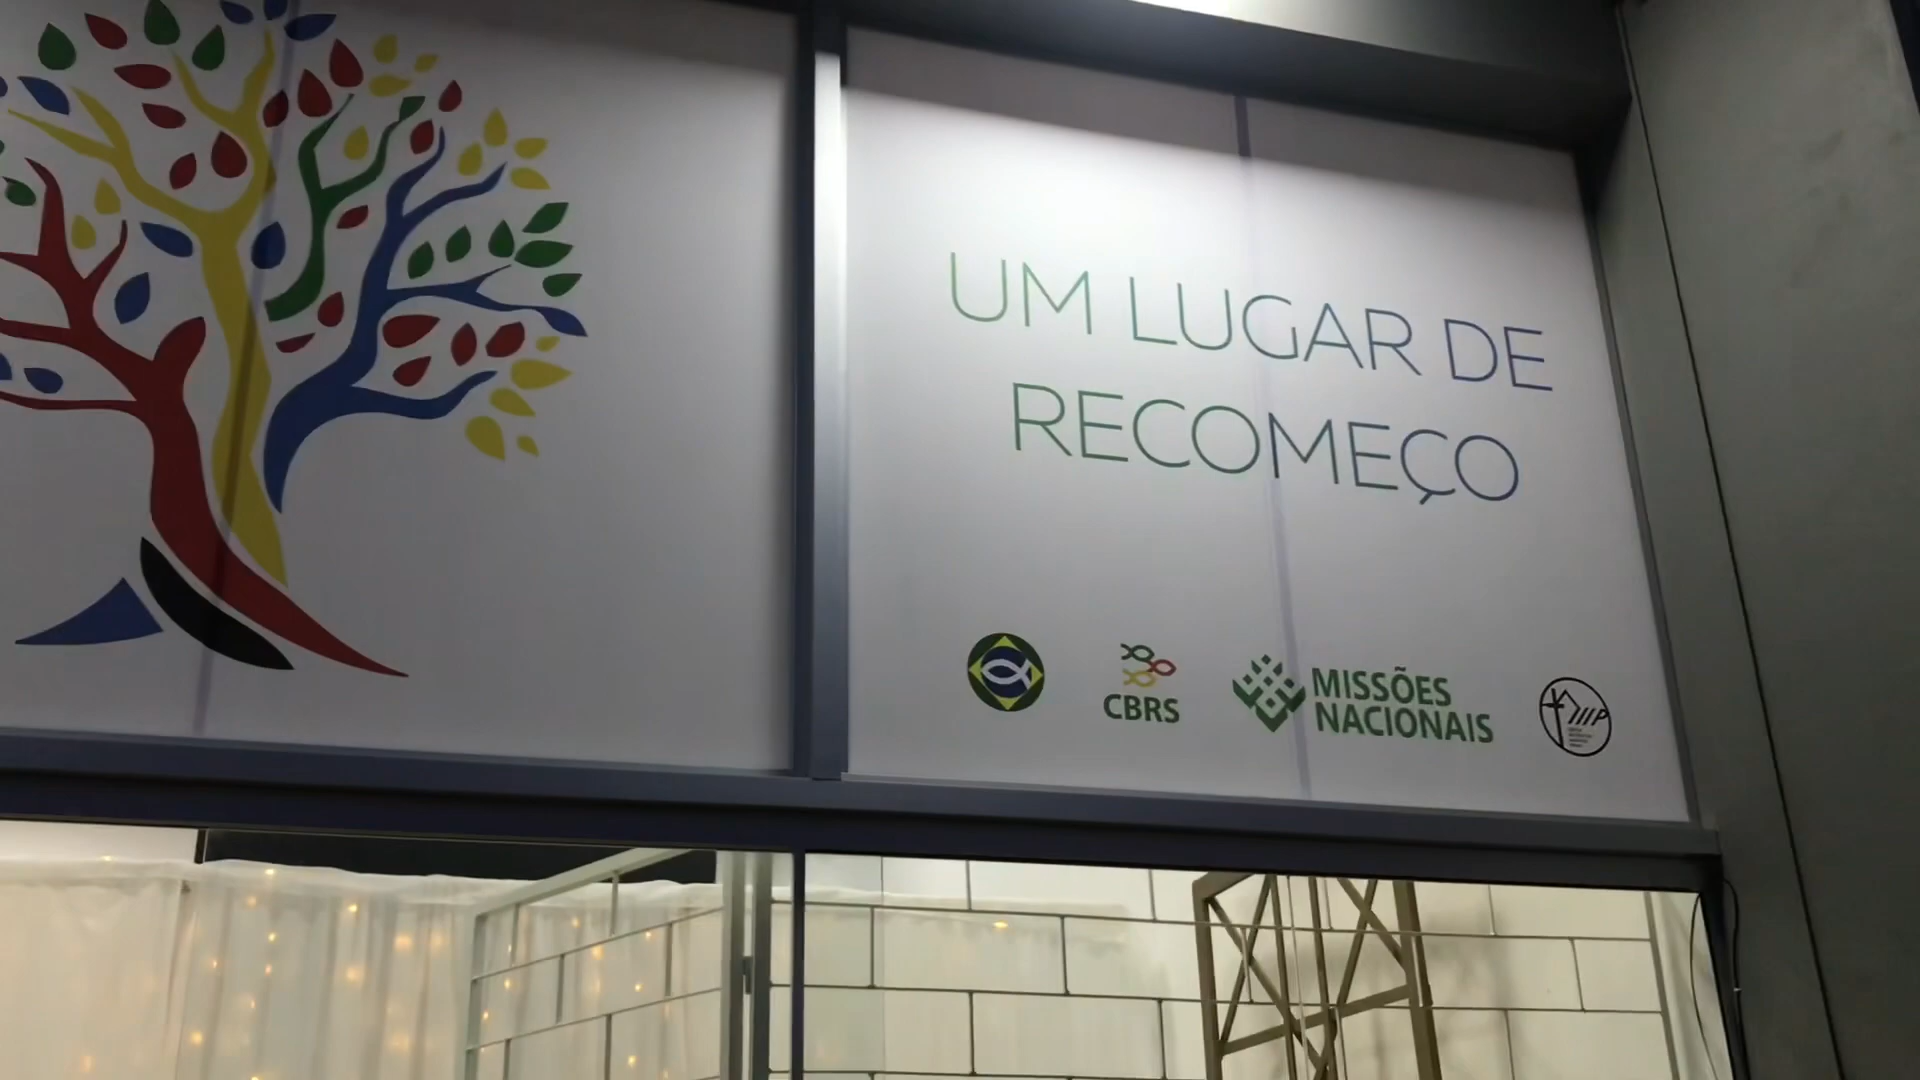 UM LUGAR DE
RECOMEÇO
CBRS
MISSÕES
NACIONAIS